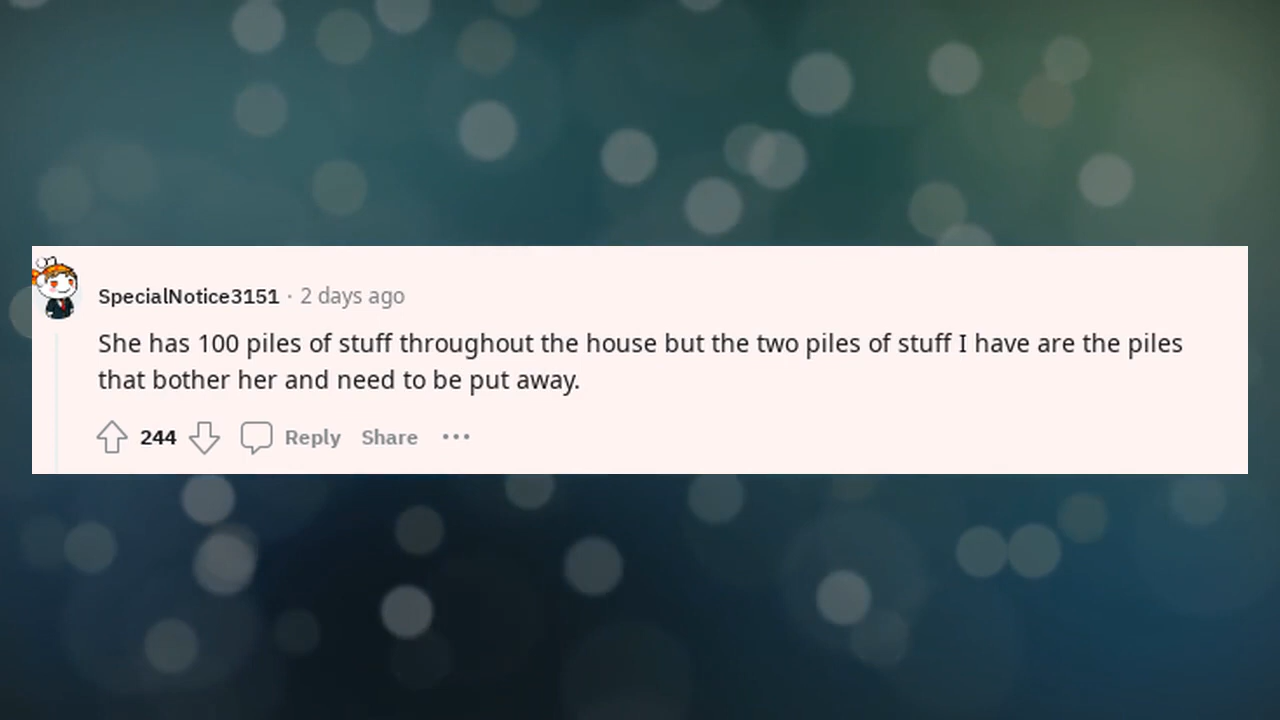 SpecialNotice3151 · 2 days ago
She has 100 piles of stuff throughout the house but the two piles of stuff I have are the piles
that bother her and need to be put away.
244 Reply Share •••